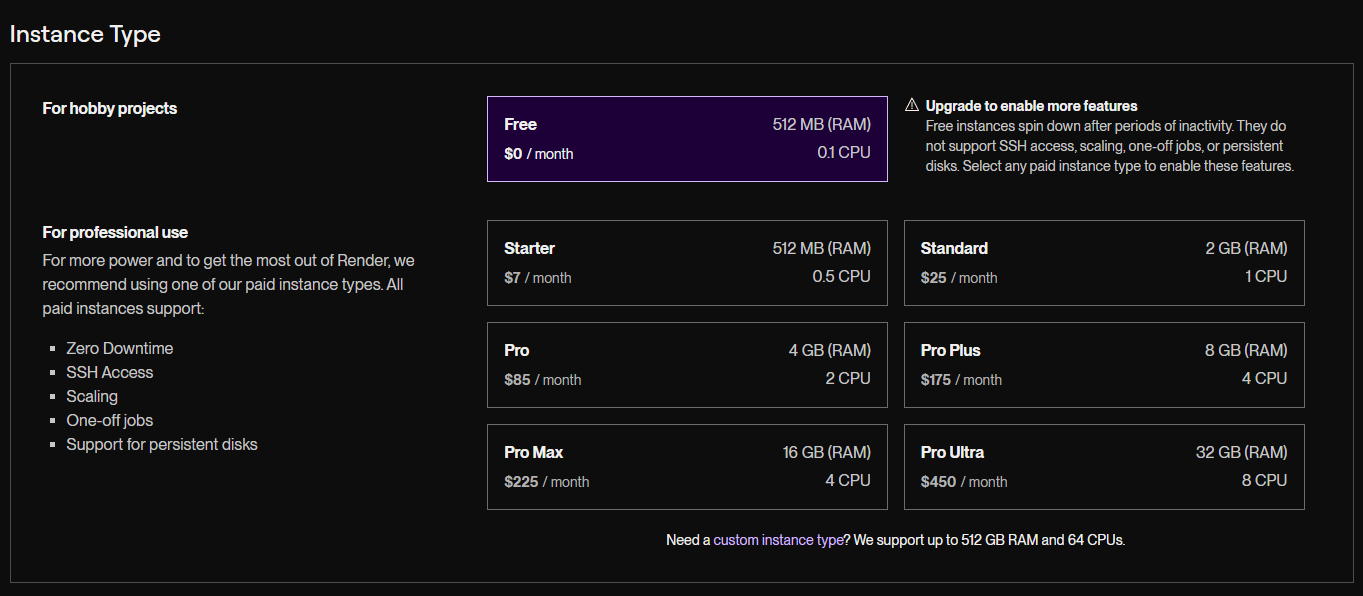 Instance Type
For hobby projects
Free
512 MB (RAM)
$0 / month
0.1 CPU
⚠ Upgrade to enable more features
Free instances spin down after periods of inactivity. They do
not support SSH access, scaling, one-off jobs, or persistent
disks. Select any paid instance type to enable these features.
For professional use
For more power and to get the most out of Render, we
recommend using one of our paid instance types. All
paid instances support:
▪ Zero Downtime
▪ SSH Access
▪ Scaling
▪ One-off jobs
▪ Support for persistent disks
Starter
512 MB (RAM)
$7 / month
0.5 CPU
Standard
2 GB (RAM)
$25 / month
1 CPU
Pro
4 GB (RAM)
$85 / month
2 CPU
Pro Plus
8 GB (RAM)
$175 / month
4 CPU
Pro Max
16 GB (RAM)
$225 / month
4 CPU
Pro Ultra
32 GB (RAM)
$450 / month
8 CPU
Need a custom instance type? We support up to 512 GB RAM and 64 CPUs.